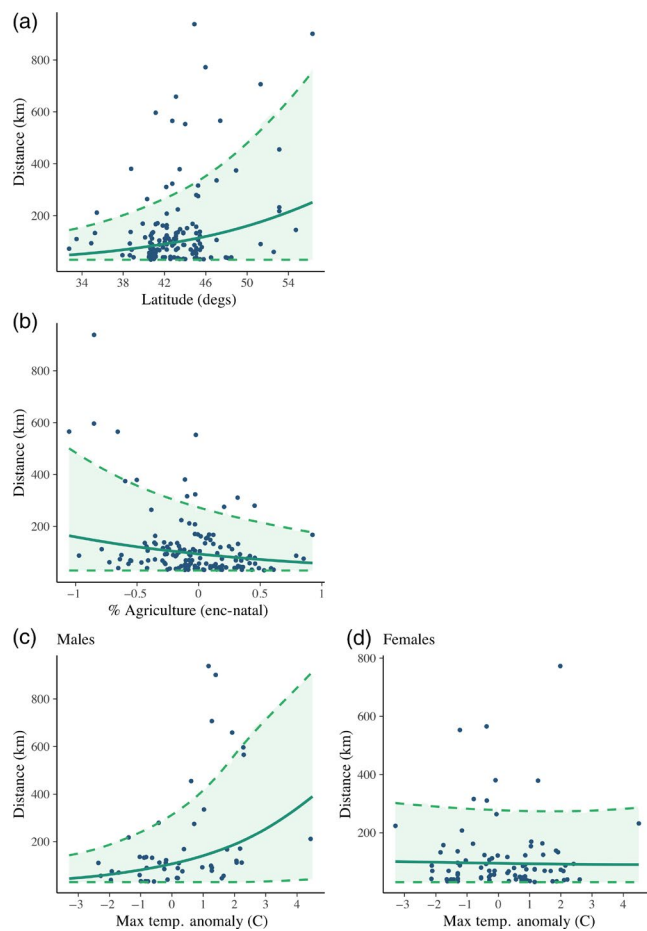 (a)
800
600
400
200
Distance (km)
34 38 42 46 50 54
Latitude (degs)
(b)
800
600
400
200
Distance (km)
−1 −0.5 0 0.5 1
% Agriculture (enc-natal)
(c) Males
800
600
400
200
Distance (km)
−3 −2 −1 0 1 2 3 4
Max temp. anomaly (C)
(d) Females
800
600
400
200
Distance (km)
−3 −2 −1 0 1 2 3 4
Max temp. anomaly (C)